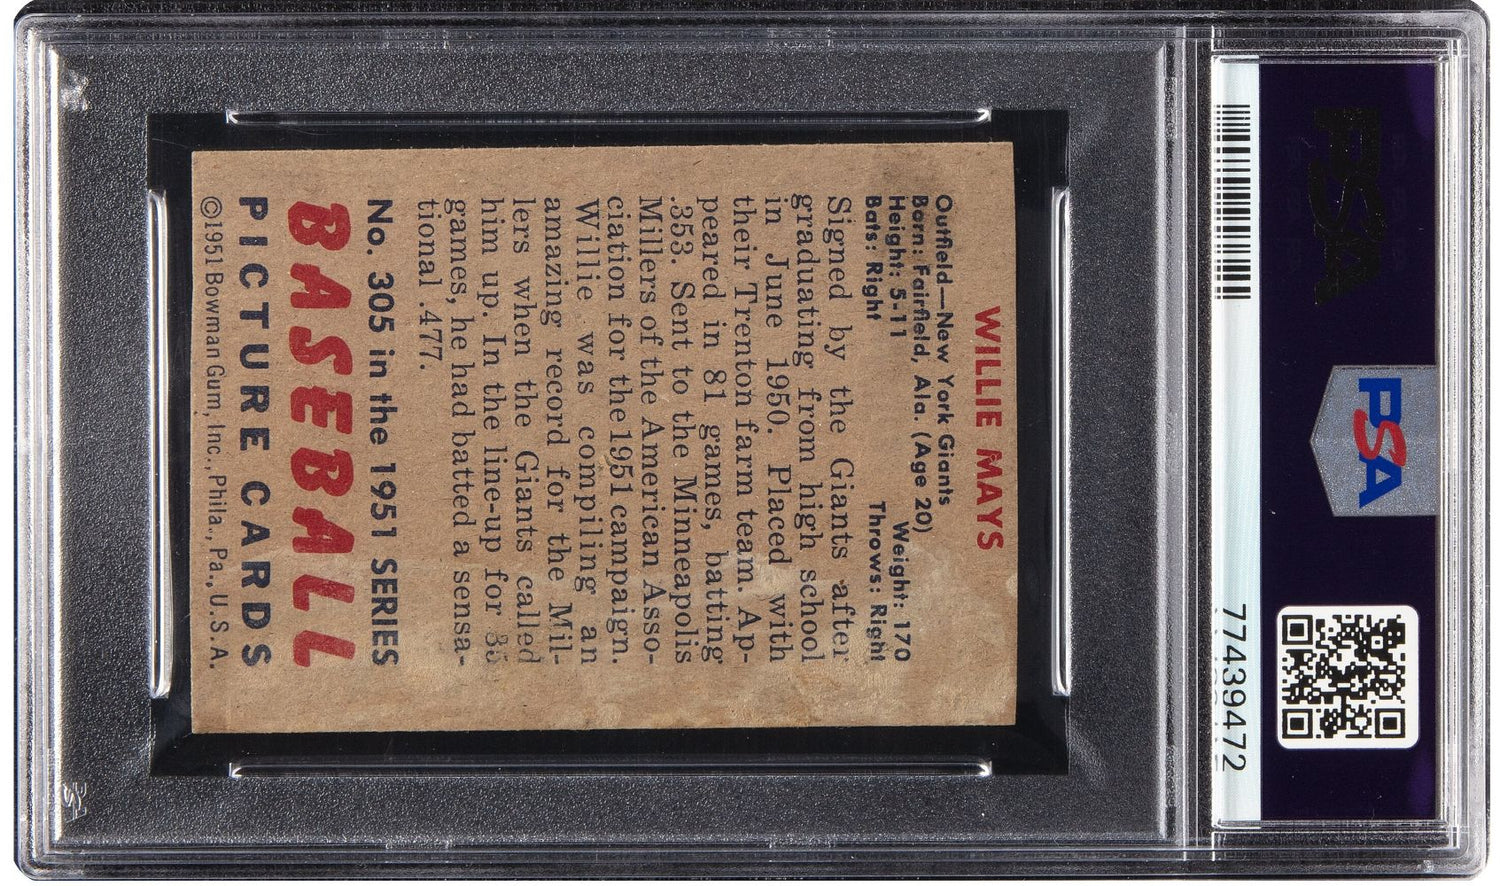 PSA
PSA
77439472
WILLIE MAYS
Outfield—New York Giants
Born: Fairfield, Ala. (Age 20)
Height: 5-11 Weight: 170
Bats: Right Throws: Right
Signed by the Giants after
graduating from high school
in June 1950. Placed with
their Trenton farm team. Ap-
peared in 81 games, batting
.353. Sent to the Minneapolis
Millers of the American Asso-
ciation for the 1951 campaign.
Willie was compiling an
amazing record for the Mil-
lers when the Giants called
him up. In the line-up for 35
games, he had batted a sensa-
tional .477.
No. 305 in the 1951 SERIES
BASEBALL
PICTURE CARDS
©1951 Bowman Gum, Inc., Phila., Pa., U.S.A.